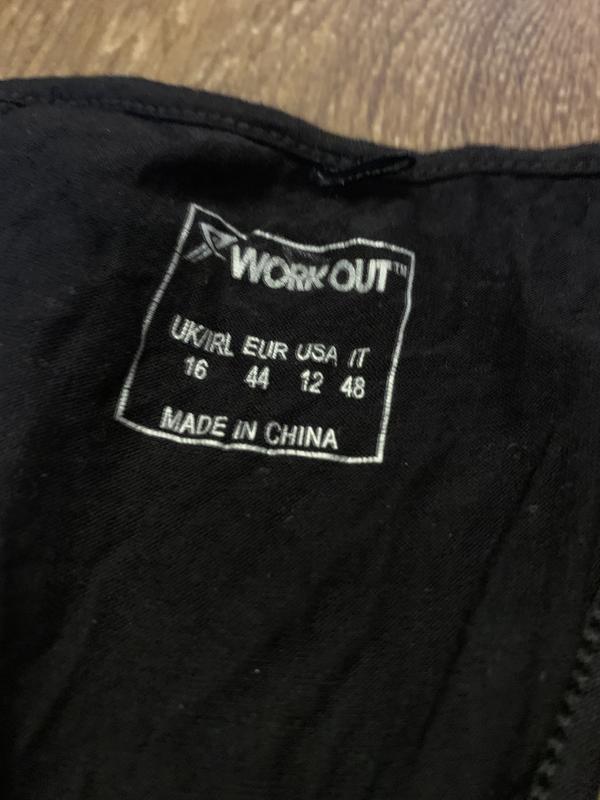 WORKOUT™
UK/IRL EUR USA IT
16 44 12 48
MADE IN CHINA